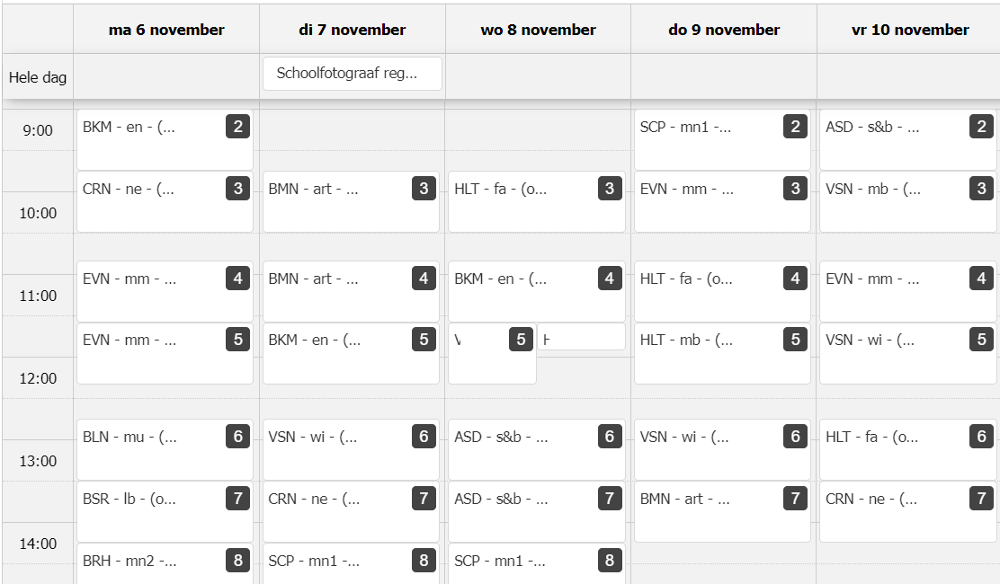 ma 6 november di 7 november wo 8 november do 9 november vr 10 november
Hele dag Schoolfotograaf reg...
9:00 BKM - en - (... 2 SCP - mn1 -... 2 ASD - s&b - ... 2
CRN - ne - (... 3 BMN - art - ... 3 HLT - fa - (o... 3 EVN - mm - ... 3 VSN - mb - (... 3
10:00
EVN - mm - ... 4 BMN - art - ... 4 BKM - en - (... 4 HLT - fa - (o... 4 EVN - mm - ... 4
11:00
EVN - mm - ... 5 BKM - en - (... 5 5 HLT - mb - (... 5 VSN - wi - (... 5
12:00
BLN - mu - (... 6 VSN - wi - (... 6 ASD - s&b - ... 6 VSN - wi - (... 6 HLT - fa - (o... 6
13:00
BSR - lb - (o... 7 CRN - ne - (... 7 ASD - s&b - ... 7 BMN - art - ... 7 CRN - ne - (... 7
14:00
BRH - mn2 -... 8 SCP - mn1 -... 8 SCP - mn1 -... 8